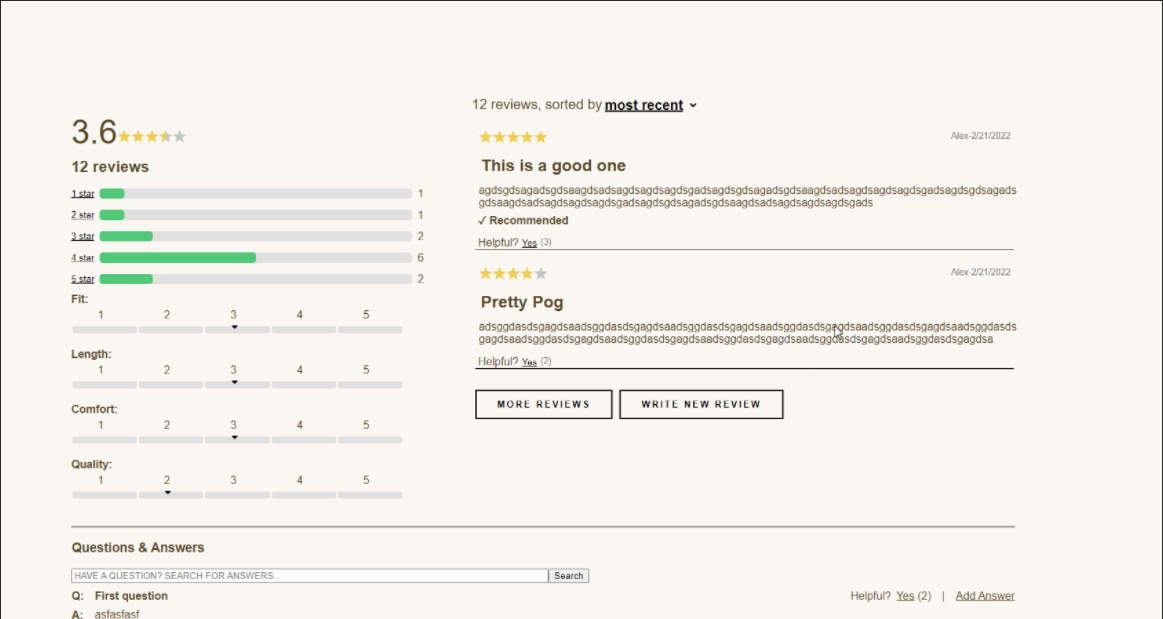 3.6
12 reviews
1 star 1
2 star 1
3 star 2
4 star 6
5 star 2
Fit:
1 2 3 4 5
Length:
1 2 3 4 5
Comfort:
1 2 3 4 5
Quality:
1 2 3 4 5
12 reviews, sorted by most recent
Alex-2/21/2022
This is a good one
agdsgdsagadsgdsaagdsadsagdsagdsagdsgadsagdsgdsagadsgdsaagdsadsagdsagdsagdsgadsagdsgdsagads
gdsaagdsadsagdsagdsagdsgadsagdsgdsagadsgdsaagdsadsagdsagdsagdsgads
✓ Recommended
Helpful? Yes (3)
Alex-2/21/2022
Pretty Pog
adsggdasdsgagdsaadsggdasdsgagdsaadsggdasdsgagdsaadsggdasdsgagdsaadsggdasdsgagdsaadsggdasds
gagdsaadsggdasdsgagdsaadsggdasdsgagdsaadsggdasdsgagdsaadsggdasdsgagdsaadsggdasdsgagdsa
Helpful? Yes (2)
MORE REVIEWS WRITE NEW REVIEW
Questions & Answers
HAVE A QUESTION? SEARCH FOR ANSWERS... Search
Q: First question Helpful? Yes (2) | Add Answer
A: asfasfasf